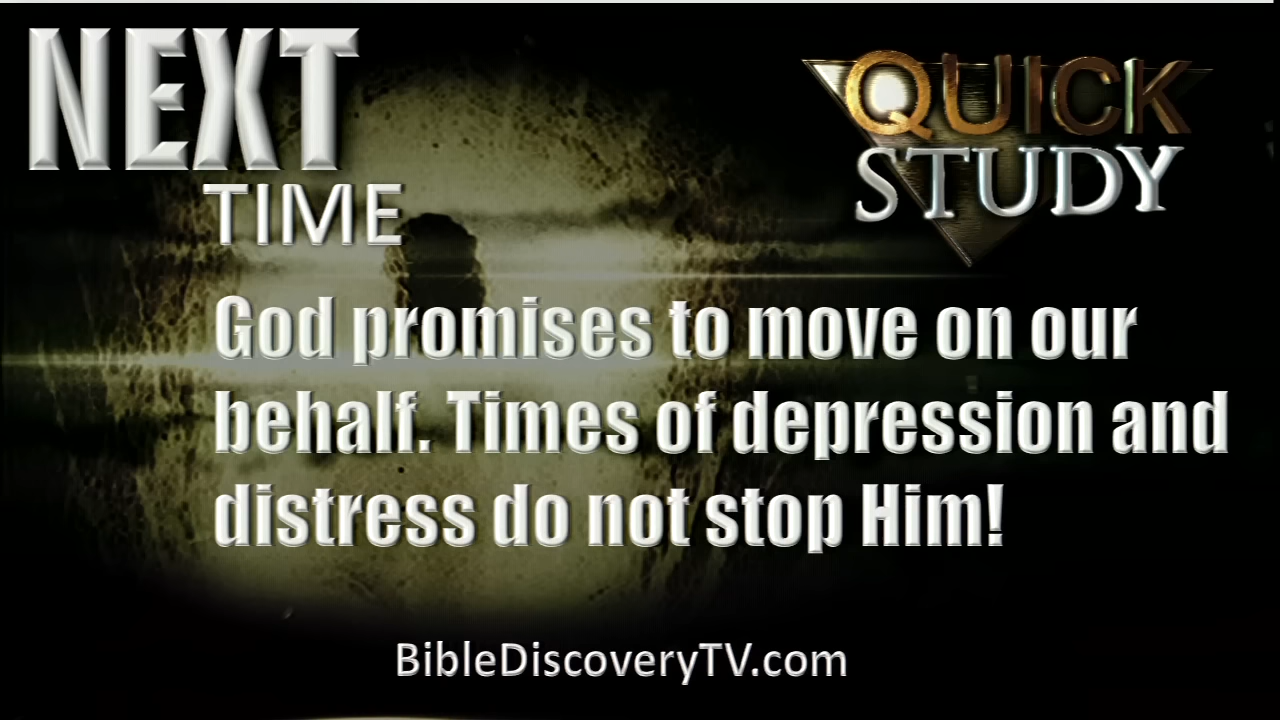 NEXT
TIME
QUICK
STUDY
God promises to move on our
behalf. Times of depression and
distress do not stop Him!
BibleDiscoveryTV.com